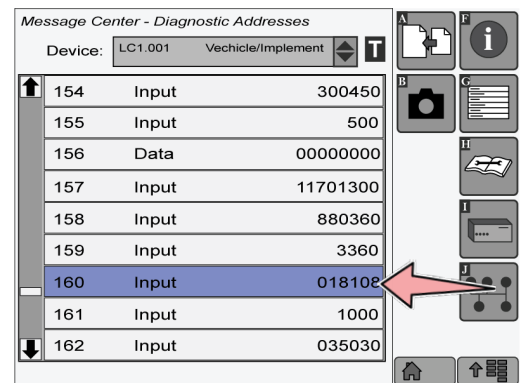 Message Center - Diagnostic Addresses
Device: LC1.001 Vechicle/Implement T
154 Input 300450
155 Input 500
156 Data 00000000
157 Input 11701300
158 Input 880360
159 Input 3360
160 Input 018108
161 Input 1000
162 Input 035030
A
F
i
B
G
H
I
J